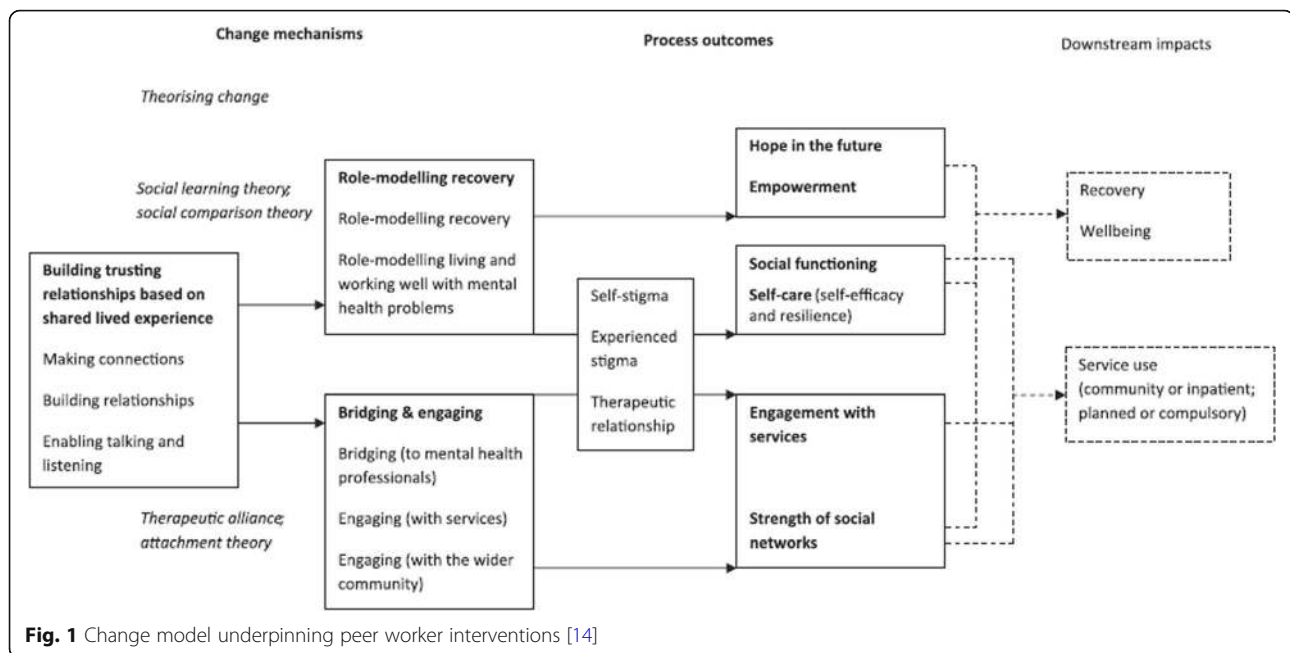 Change mechanisms
Process outcomes
Downstream impacts
Theorising change
Social learning theory;
social comparison theory
Building trusting
relationships based on
shared lived experience
Making connections
Building relationships
Enabling talking and
listening
Therapeutic alliance;
attachment theory
Role-modelling recovery
Role-modelling recovery
Role-modelling living and
working well with mental
health problems
Bridging & engaging
Bridging (to mental health
professionals)
Engaging (with services)
Engaging (with the wider
community)
Self-stigma
Experienced
stigma
Therapeutic
relationship
Hope in the future
Empowerment
Social functioning
Self-care (self-efficacy
and resilience)
Engagement with
services
Strength of social
networks
Recovery
Wellbeing
Service use
(community or inpatient;
planned or compulsory)
Fig. 1 Change model underpinning peer worker interventions [14]